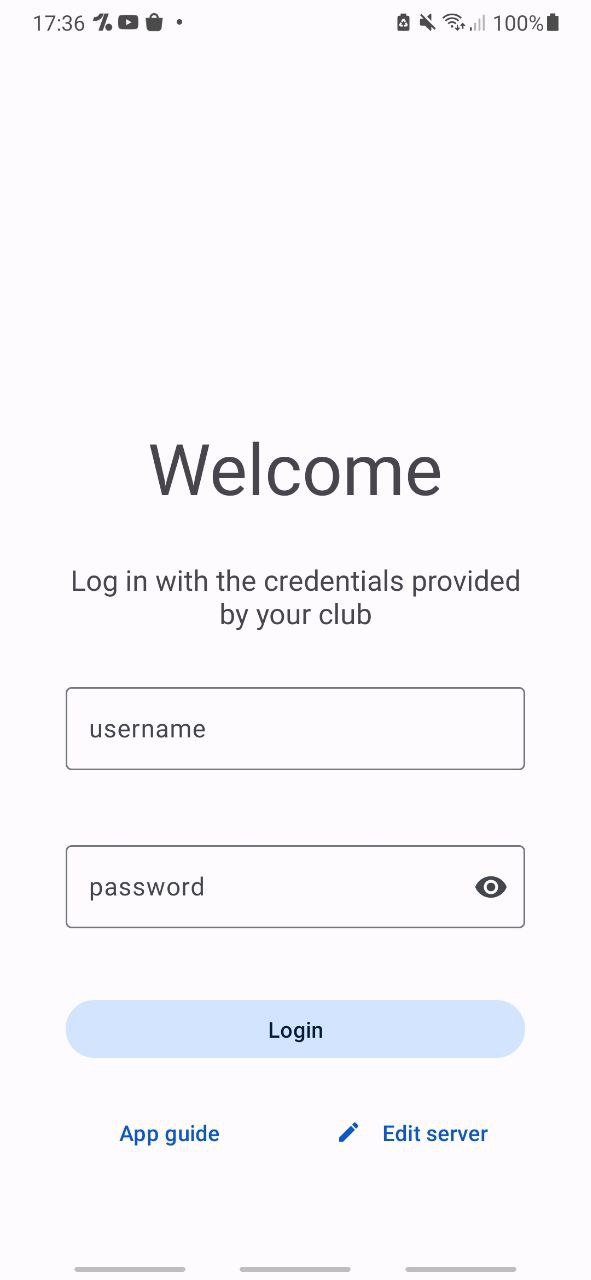 17:36
100%
Welcome
Log in with the credentials provided
by your club
username
password
Login
App guide
Edit server